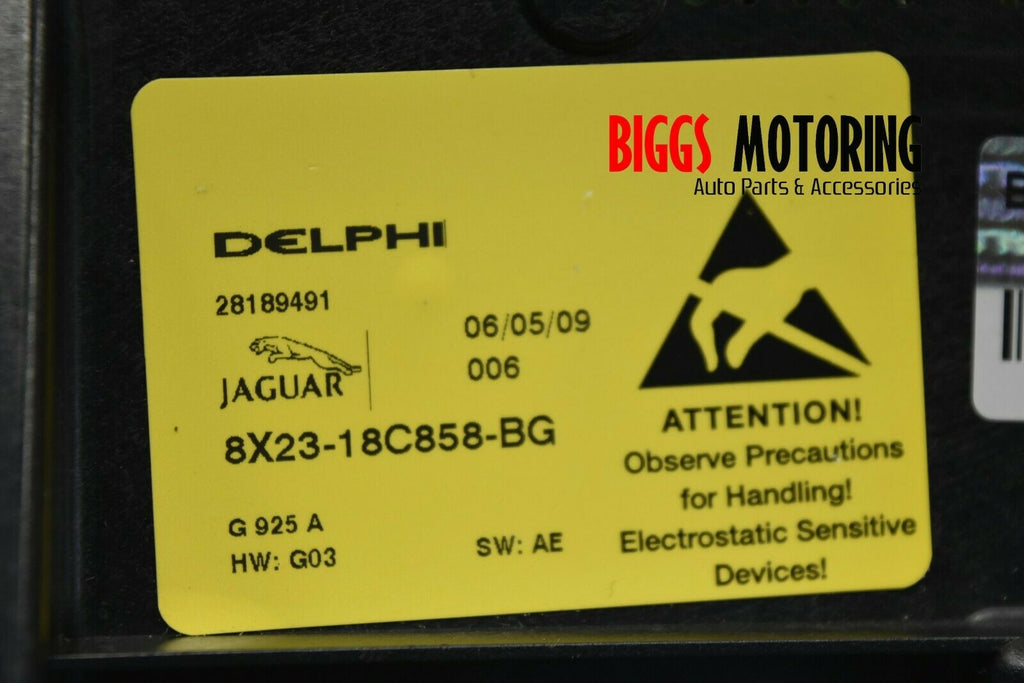 BIGGS MOTORING
Auto Parts & Accessories
DELPHI
28189491
06/05/09
006
JAGUAR
8X23-18C858-BG
G 925 A
HW: G03
SW: AE
ATTENTION!
Observe Precautions
for Handling!
Electrostatic Sensitive
Devices!